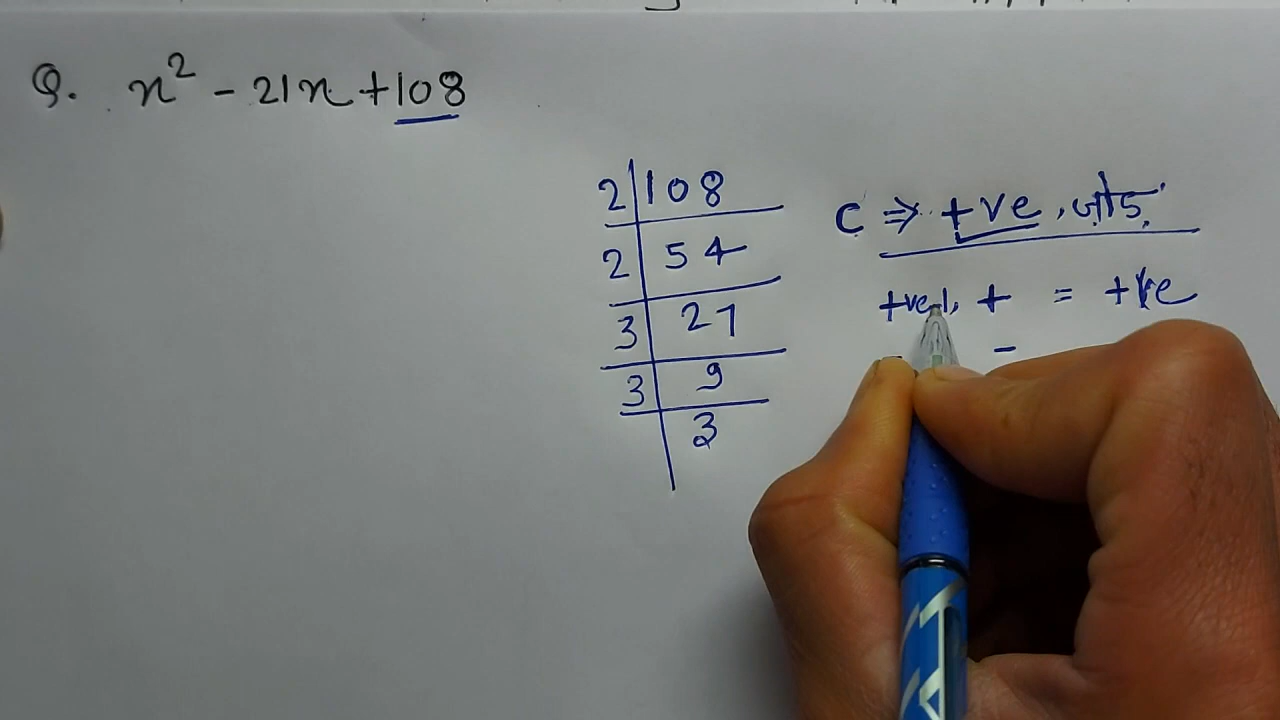 Q. x² - 21x + 108
2 | 108
2 | 54
3 | 27
3 | 9
3
C ⇒ +ve,
+ve, + = +ve
- -